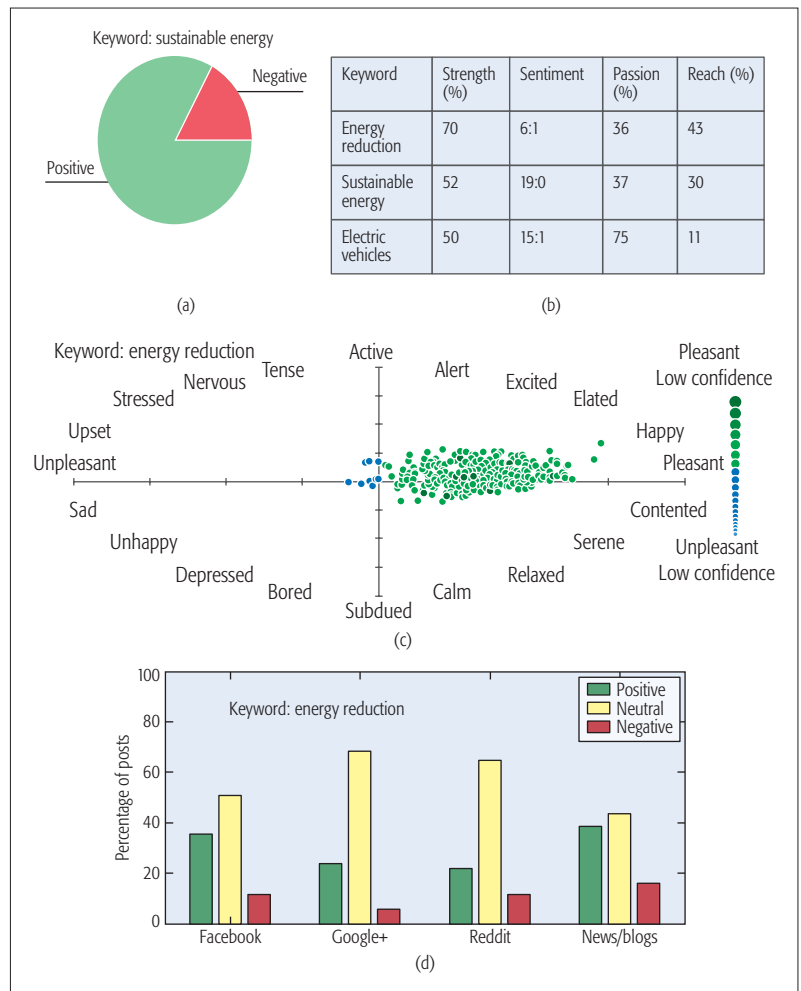 Keyword: sustainable energy
Negative
Positive
(a)
Keyword Strength (%) Sentiment Passion (%) Reach (%)
Energy reduction 70 6:1 36 43
Sustainable energy 52 19:0 37 30
Electric vehicles 50 15:1 75 11
(b)
Keyword: energy reduction
Active
Tense
Nervous
Stressed
Upset
Unpleasant
Alert
Excited
Elated
Happy
Pleasant
Sad
Unhappy
Depressed
Bored
Subdued
Calm
Relaxed
Serene
Contented
Pleasant
Low confidence
Unpleasant
Low confidence
(c)
Percentage of posts
100
80
60
40
20
0
Keyword: energy reduction
Positive
Neutral
Negative
Facebook Google+ Reddit News/blogs
(d)